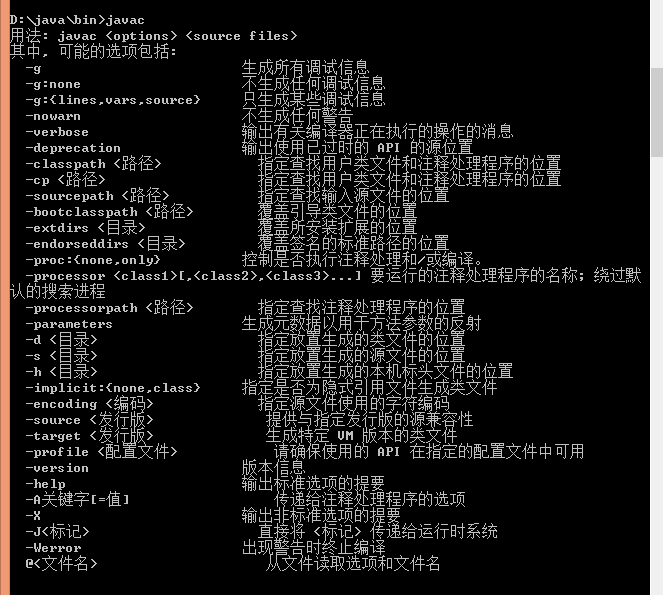 D:\java\bin>javac
用法: javac <options> <source files>
其中, 可能的选项包括:
-g 生成所有调试信息
-g:none 不生成任何调试信息
-g:{lines,vars,source} 只生成某些调试信息
-nowarn 不生成任何警告
-verbose 输出有关编译器正在执行的操作的消息
-deprecation 输出使用已过时的 API 的源位置
-classpath <路径> 指定查找用户类文件和注释处理程序的位置
-cp <路径> 指定查找用户类文件和注释处理程序的位置
-sourcepath <路径> 指定查找输入源文件的位置
-bootclasspath <路径> 覆盖引导类文件的位置
-extdirs <目录> 覆盖所安装扩展的位置
-endorseddirs <目录> 覆盖签名的标准路径的位置
-proc:{none,only} 控制是否执行注释处理和/或编译。
-processor <class1>[,<class2>,<class3>...] 要运行的注释处理程序的名称; 绕过默
认的搜索进程
-processorpath <路径> 指定查找注释处理程序的位置
-parameters 生成元数据以用于方法参数的反射
-d <目录> 指定放置生成的类文件的位置
-s <目录> 指定放置生成的源文件的位置
-h <目录> 指定放置生成的本机标头文件的位置
-implicit:{none,class} 指定是否为隐式引用文件生成类文件
-encoding <编码> 指定源文件使用的字符编码
-source <发行版> 提供与指定发行版的源兼容性
-target <发行版> 生成特定 VM 版本的类文件
-profile <配置文件> 请确保使用的 API 在指定的配置文件中可用
-version 版本信息
-help 输出标准选项的提要
-A关键字[=值] 传递给注释处理程序的选项
-X 输出非标准选项的提要
-J<标记> 直接将 <标记> 传递给运行时系统
-Werror 出现警告时终止编译
@<文件名> 从文件读取选项和文件名